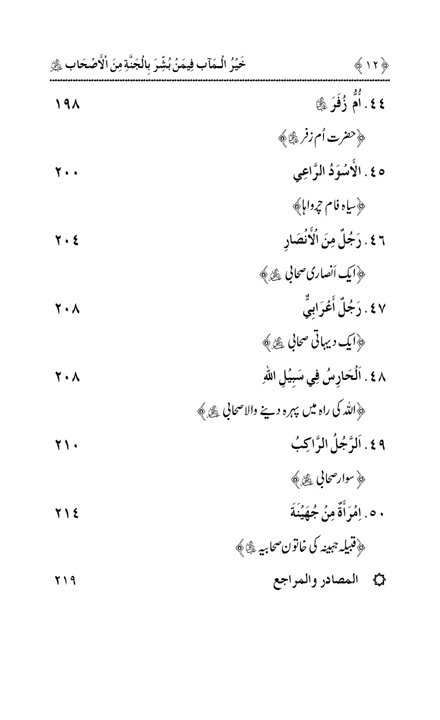 ﴿١٢﴾ خَيْرُ الْمَآب فِيمَنْ بُشِّرَ بِالْجَنَّةِ مِنَ الْأَصْحَاب ﷺ
٤٤. أُمُّ زُفَرَ ١٩٨
﴿حضرت اُم زفر﴾
٤٥. الْأَسْوَدُ الرَّاعِي ٢٠٠
﴿سیاہ فام چرواہا﴾
٤٦. رَجُلٌ مِنَ الْأَنْصَارِ ٢٠٤
﴿ایک اَنصاری صحابی﴾
٤٧. رَجُلٌ أَعْرَابِيٌّ ٢٠٨
﴿ایک دیہاتی صحابی﴾
٤٨. اَلْحَارِسُ فِي سَبِيْلِ اللهِ ٢٠٨
﴿اللہ کی راہ میں پہرہ دینے والا صحابی﴾
٤٩. اَلرَّجُلُ الرَّاكِبُ ٢١٠
﴿سوار صحابی﴾
٥٠. اِمْرَأَةٌ مِنْ جُهَيْنَةَ ٢١٤
﴿قبیلہ جہینہ کی خاتون صحابیہ﴾
۞ المصادر والمراجع ٢١٩